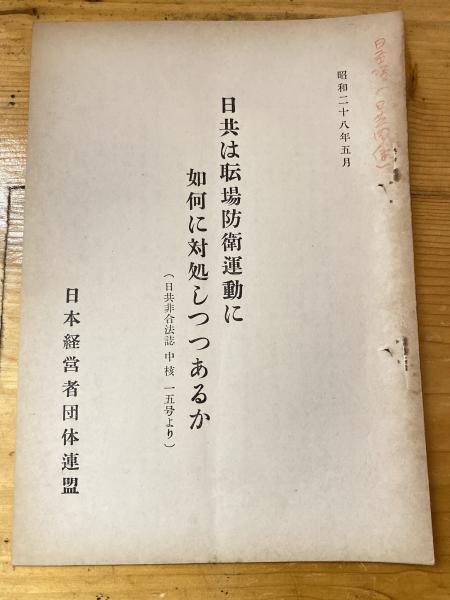 昭和二十八年五月
日共は転場防衛運動に
如何に対処しつつあるか
(日共非合法誌 中核 一五号より)
日本経営者団体連盟